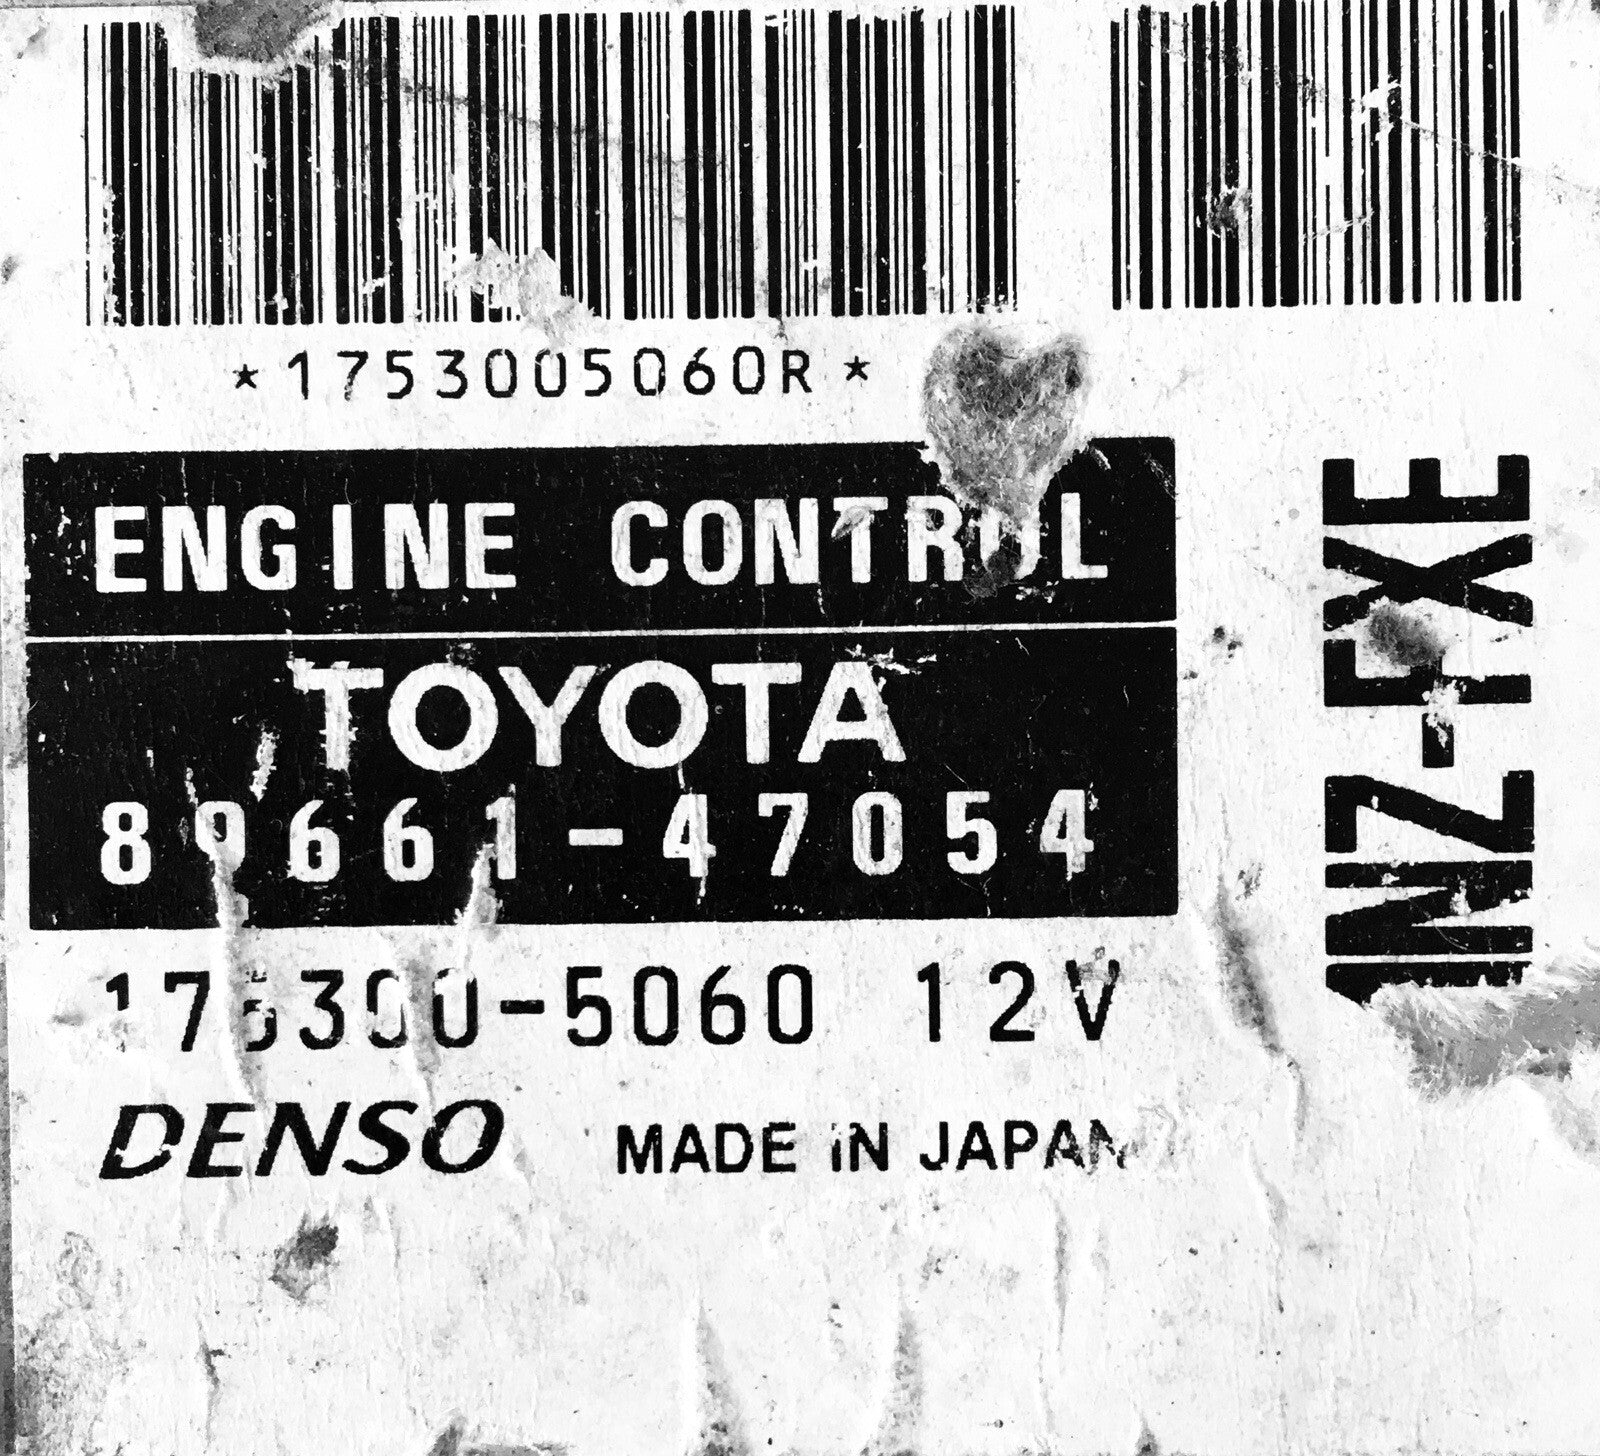 *1753005060R*
ENGINE CONTROL
TOYOTA
89661-47054
175300-5060 12V
DENSO MADE IN JAPAN
1NZ-FXE